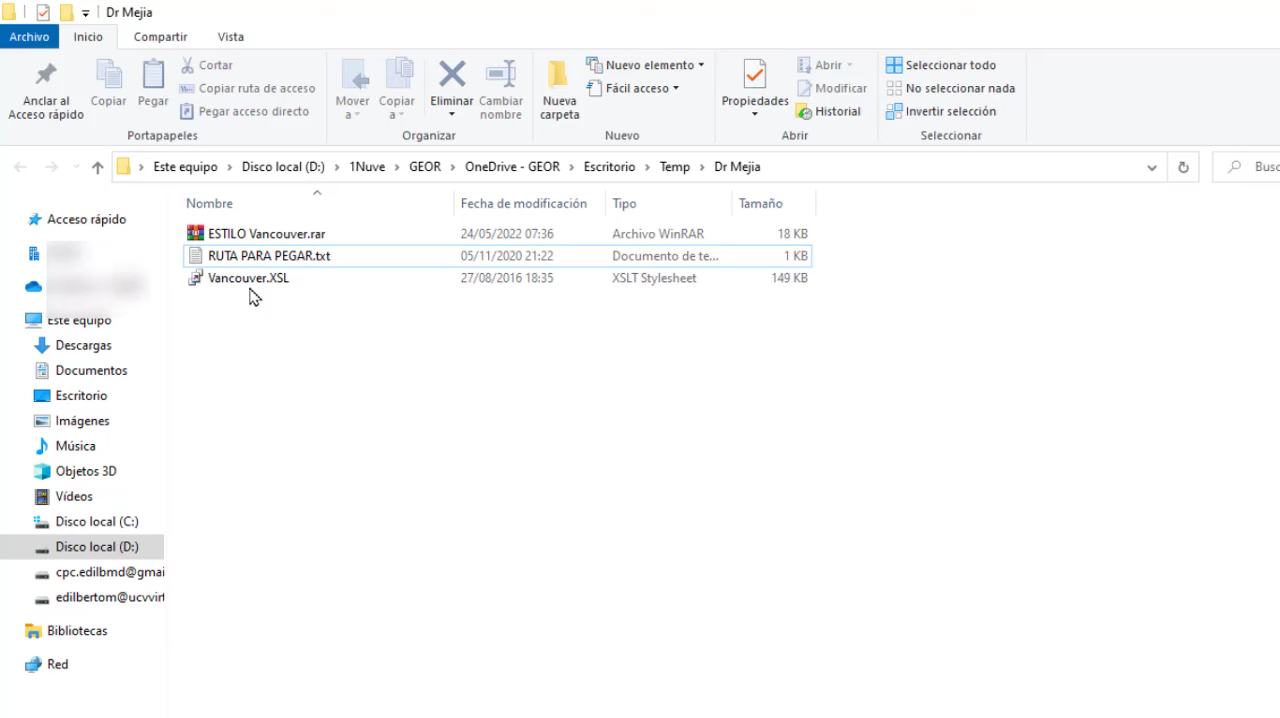 Dr Mejia
Archivo Inicio Compartir Vista
Anclar al Acceso rápido
Copiar
Pegar
Cortar
Copiar ruta de acceso
Pegar acceso directo
Portapapeles
Mover a
Copiar a
Eliminar
Cambiar nombre
Organizar
Nueva carpeta
Nuevo elemento
Fácil acceso
Nuevo
Propiedades
Abrir
Modificar
Historial
Abrir
Seleccionar todo
No seleccionar nada
Invertir selección
Seleccionar
Este equipo › Disco local (D:) › 1Nuve › GEOR › OneDrive - GEOR › Escritorio › Temp › Dr Mejia
Busc
Nombre Fecha de modificación Tipo Tamaño
ESTILO Vancouver.rar 24/05/2022 07:36 Archivo WinRAR 18 KB
RUTA PARA PEGAR.txt 05/11/2020 21:22 Documento de te... 1 KB
Vancouver.XSL 27/08/2016 18:35 XSLT Stylesheet 149 KB
Acceso rápido
Este equipo
Descargas
Documentos
Escritorio
Imágenes
Música
Objetos 3D
Vídeos
Disco local (C:)
Disco local (D:)
cpc.edilbmd@gmai
edilbertom@ucvvirt
Bibliotecas
Red